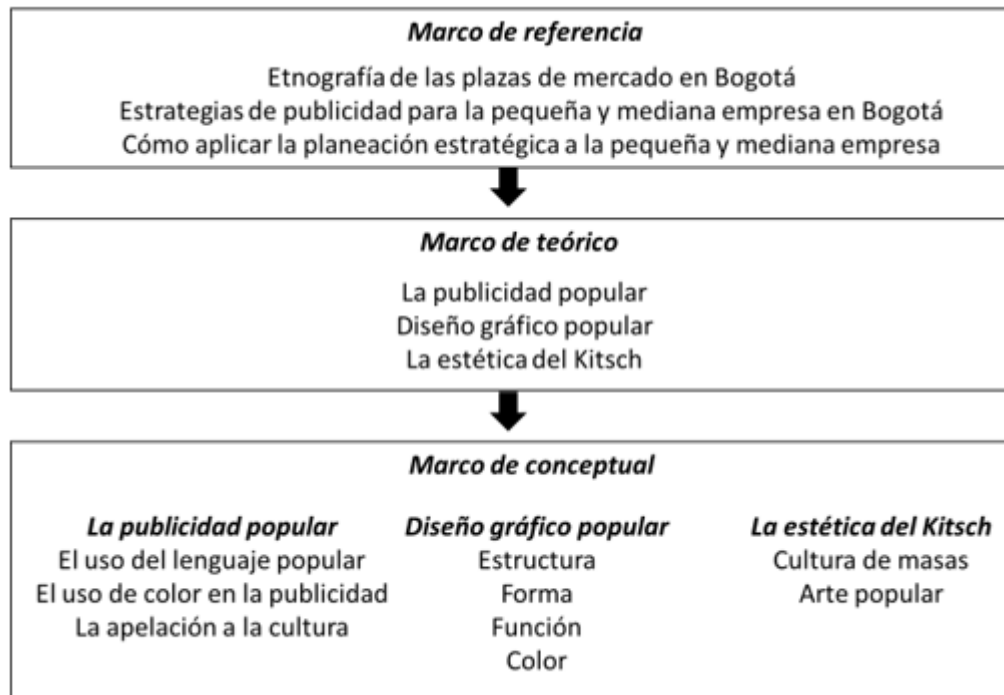 Marco de referencia
Etnografía de las plazas de mercado en Bogotá
Estrategias de publicidad para la pequeña y mediana empresa en Bogotá
Cómo aplicar la planeación estratégica a la pequeña y mediana empresa
Marco de teórico
La publicidad popular
Diseño gráfico popular
La estética del Kitsch
Marco de conceptual
La publicidad popular
El uso del lenguaje popular
El uso de color en la publicidad
La apelación a la cultura
Diseño gráfico popular
Estructura
Forma
Función
Color
La estética del Kitsch
Cultura de masas
Arte popular